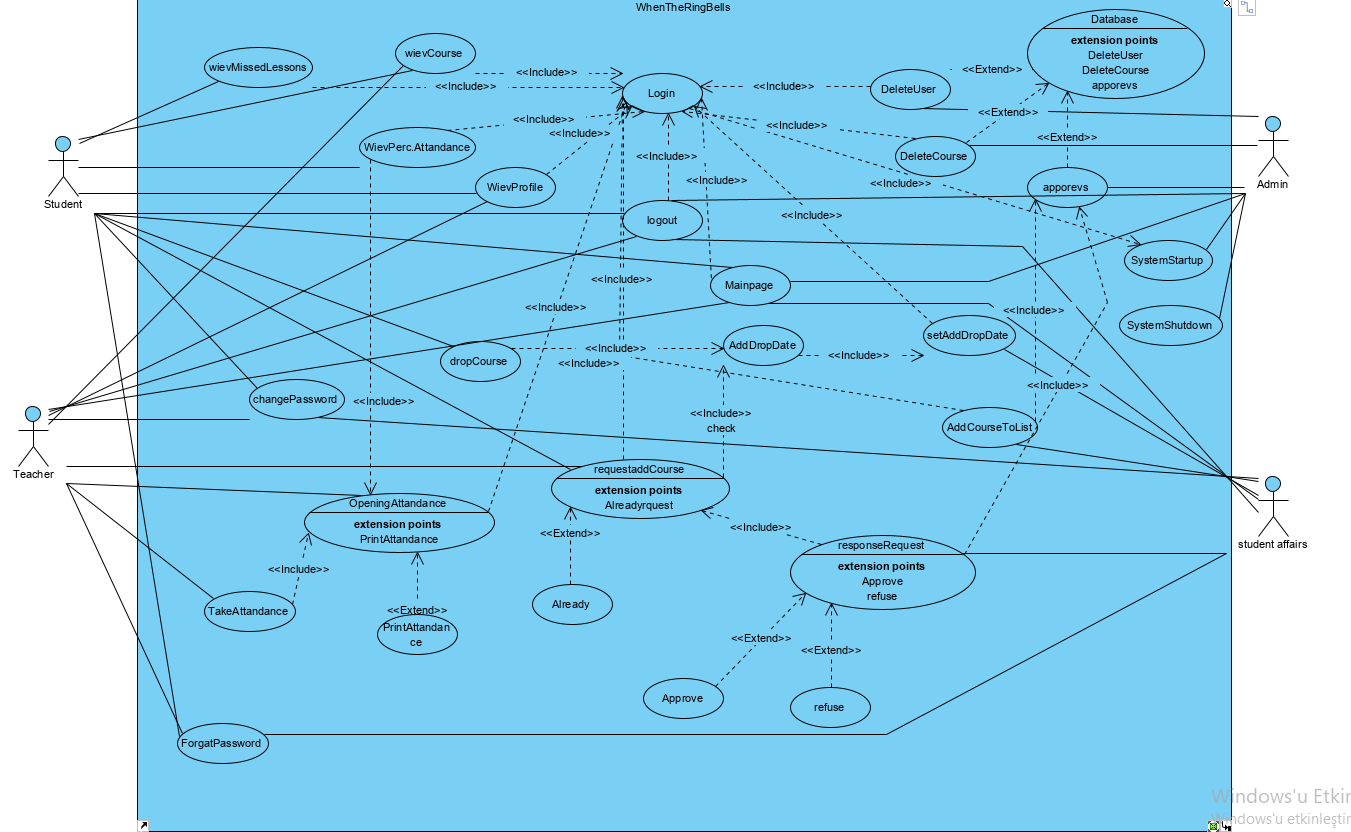 WhenTheRingBells
Database
extension points
DeleteUser
DeleteCourse
apporevs
wievCourse
wievMissedLessons
<<Include>>
<<Include>>
Login
<<Include>>
DeleteUser
<<Extend>>
<<Extend>>
<<Include>>
<<Include>>
<<Include>>
<<Extend>>
WievPerc.Attandance
<<Include>>
DeleteCourse
Student
WievProfile
<<Include>>
<<Include>>
apporevs
Admin
logout
<<Include>>
SystemStartup
<<Include>>
Mainpage
<<Include>>
<<Include>>
SystemShutdown
dropCourse
<<Include>>
<<Include>>
AddDropDate
<<Include>>
setAddDropDate
<<Include>>
changePassword
<<Include>>
<<Include>>
check
AddCourseToList
Teacher
requestaddCourse
extension points
Alreadyrquest
OpeningAttandance
extension points
PrintAttandance
<<Extend>>
<<Include>>
responseRequest
extension points
Approve
refuse
student affairs
<<Include>>
TakeAttandance
<<Extend>>
PrintAttandan
ce
Already
<<Extend>>
<<Extend>>
Approve
refuse
ForgatPassword
Windows'u Etkir
Windows'u etkinleştir